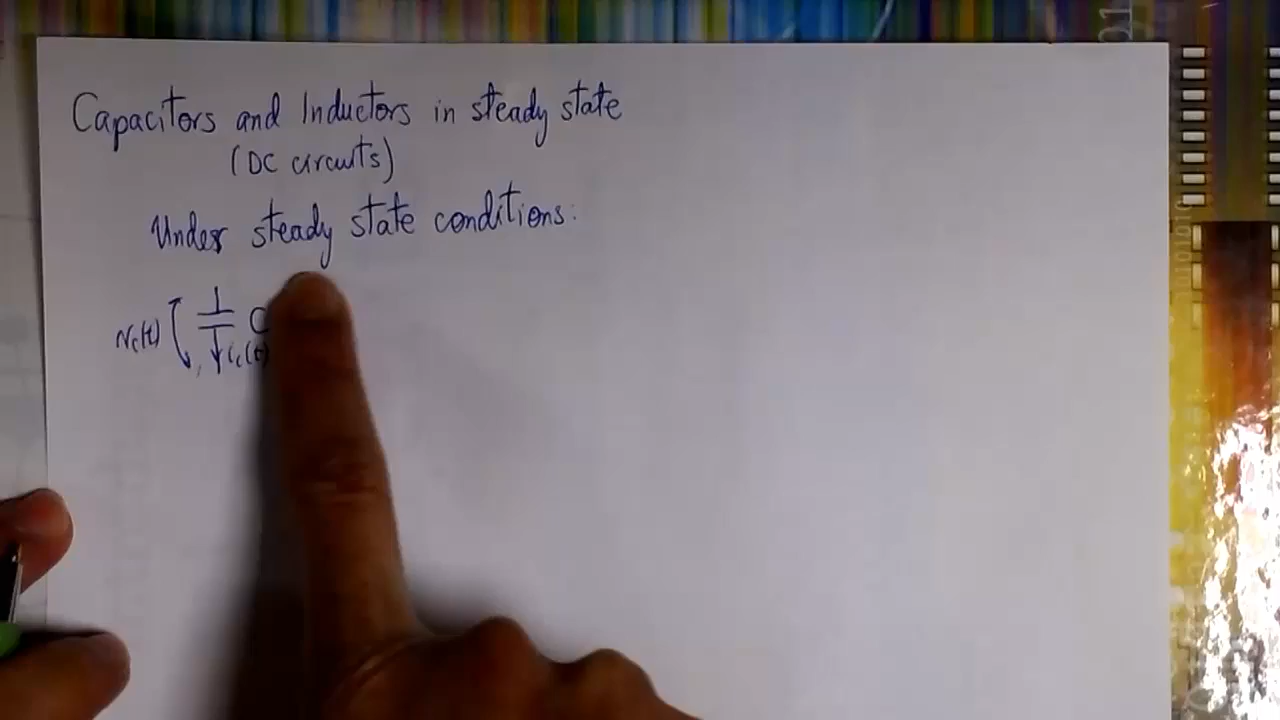 Capacitors and Inductors in steady state
(DC circuits)
Under steady state conditions:
Vc(t) C
ic(t)